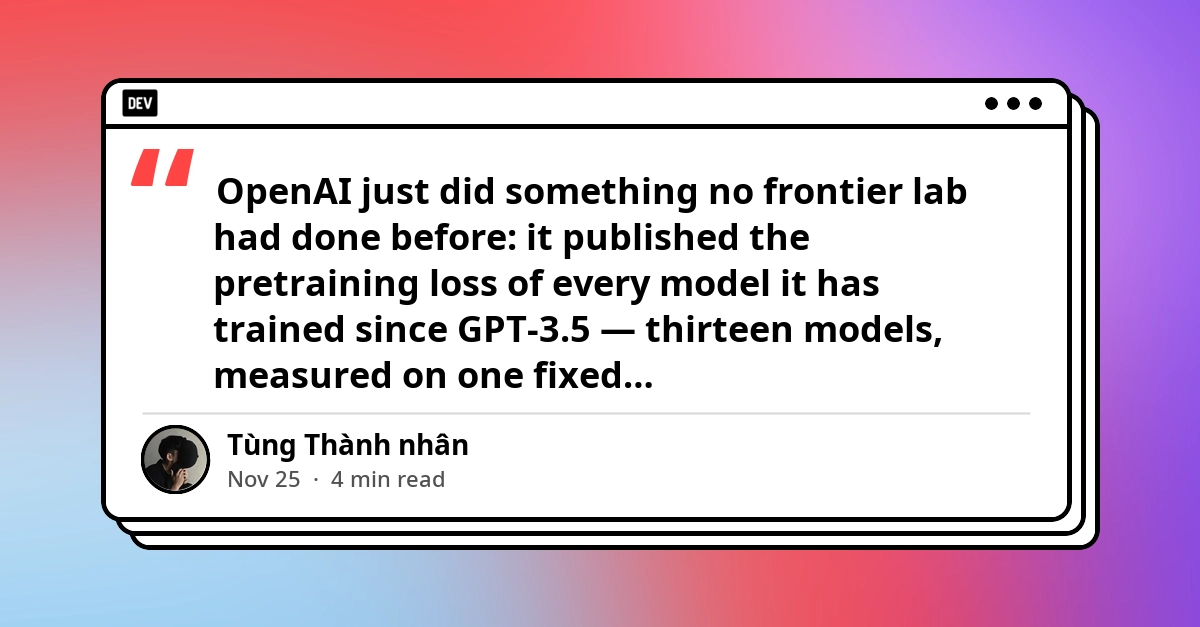 DEV
“ OpenAI just did something no frontier lab
had done before: it published the
pretraining loss of every model it has
trained since GPT-3.5 — thirteen models,
measured on one fixed...
Tùng Thành nhân
Nov 25 · 4 min read